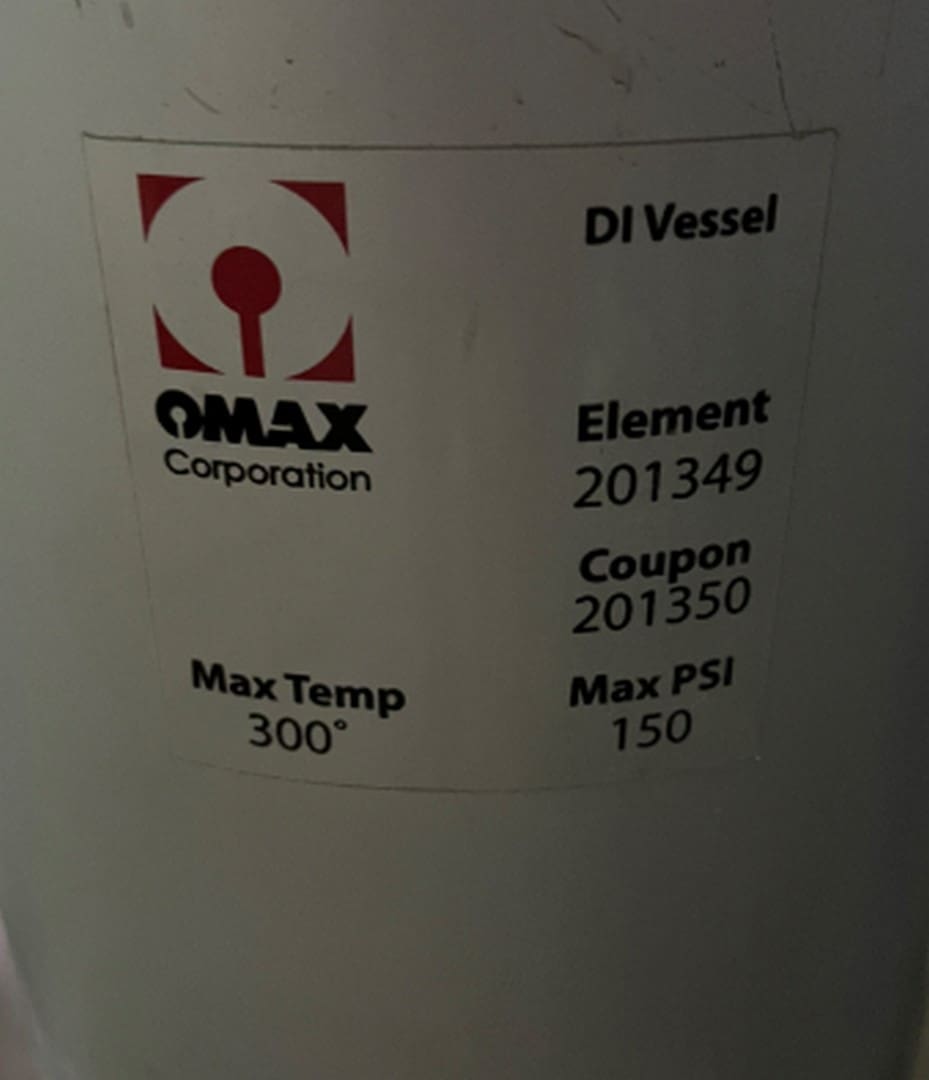 DI Vessel
OMAX
Corporation
Element
201349
Coupon
201350
Max Temp
300°
Max PSI
150